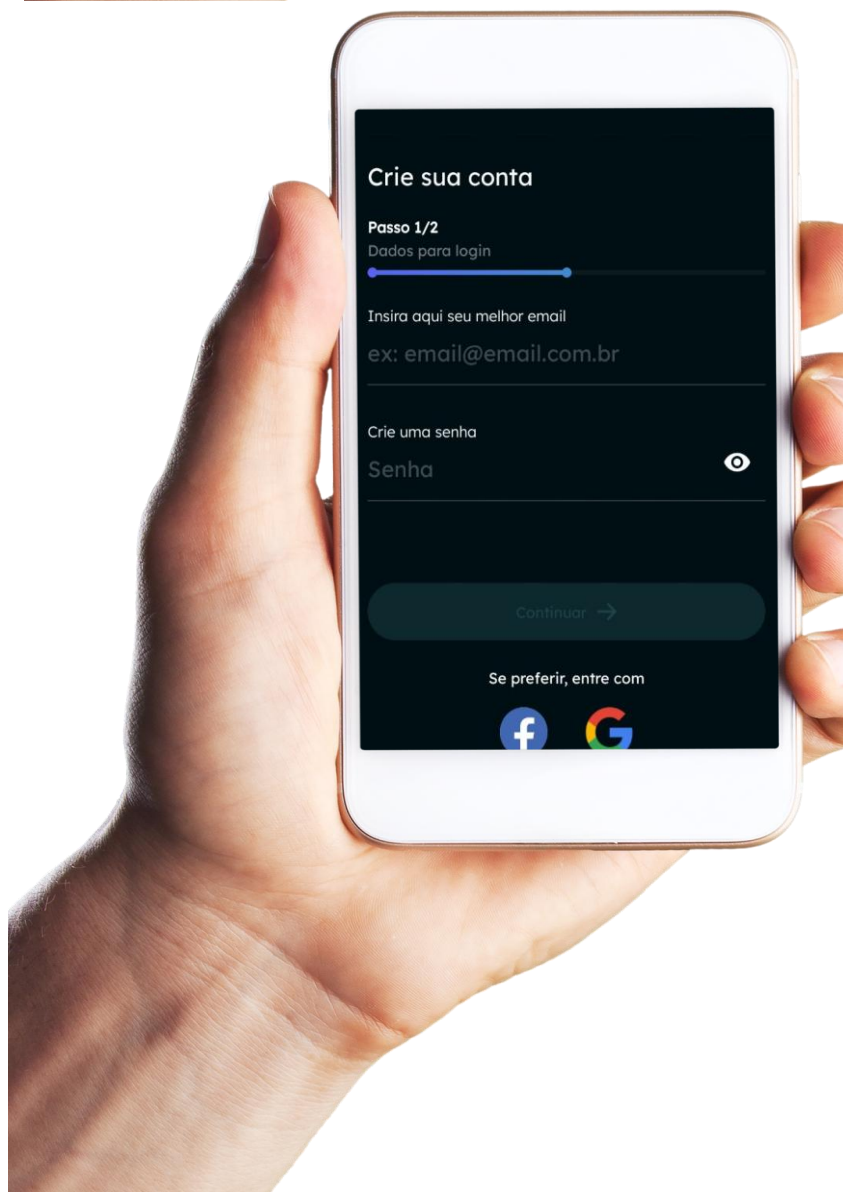 Crie sua conta
Passo 1/2
Dados para login
Insira aqui seu melhor email
ex: email@email.com.br
Crie uma senha
Senha
Continuar →
Se preferir, entre com